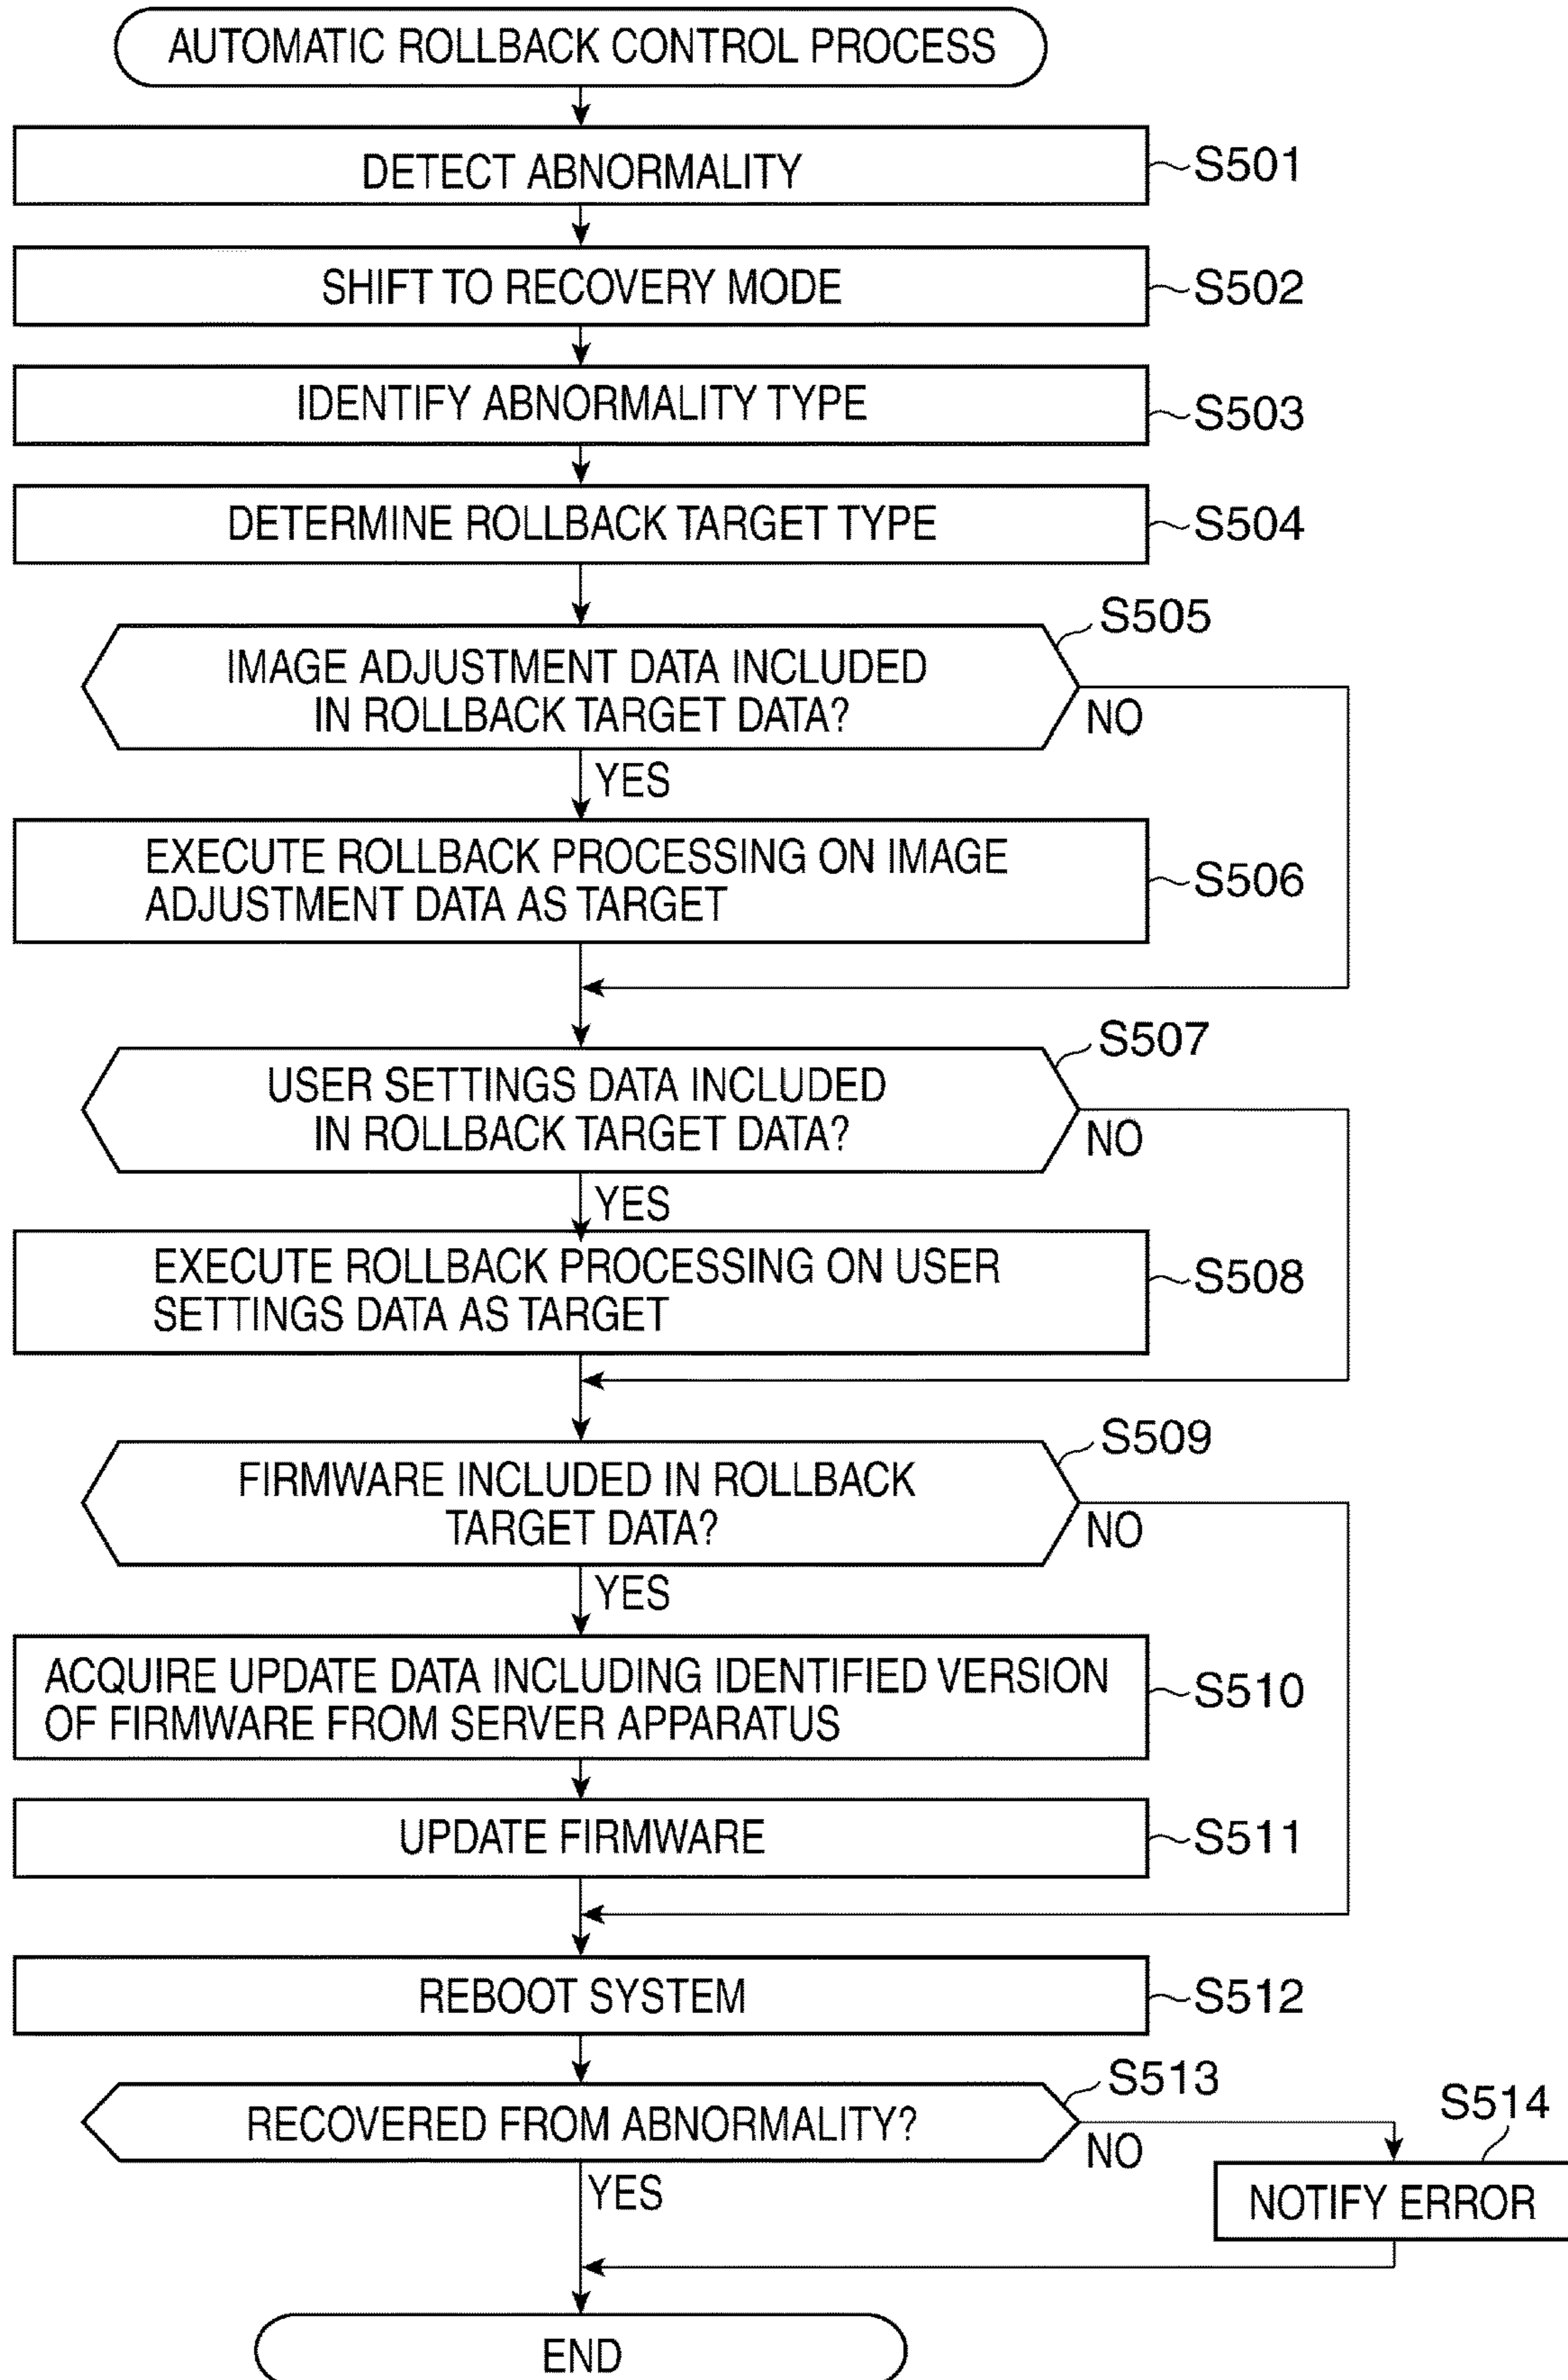 AUTOMATIC ROLLBACK CONTROL PROCESS
DETECT ABNORMALITY
S501
SHIFT TO RECOVERY MODE
S502
IDENTIFY ABNORMALITY TYPE
S503
DETERMINE ROLLBACK TARGET TYPE
S504
S505
IMAGE ADJUSTMENT DATA INCLUDED
IN ROLLBACK TARGET DATA?
NO
YES
EXECUTE ROLLBACK PROCESSING ON IMAGE
ADJUSTMENT DATA AS TARGET
S506
S507
USER SETTINGS DATA INCLUDED
IN ROLLBACK TARGET DATA?
NO
YES
EXECUTE ROLLBACK PROCESSING ON USER
SETTINGS DATA AS TARGET
S508
S509
FIRMWARE INCLUDED IN ROLLBACK
TARGET DATA?
NO
YES
ACQUIRE UPDATE DATA INCLUDING IDENTIFIED VERSION
OF FIRMWARE FROM SERVER APPARATUS
S510
UPDATE FIRMWARE
S511
REBOOT SYSTEM
S512
S513
RECOVERED FROM ABNORMALITY?
NO
S514
YES
NOTIFY ERROR
END